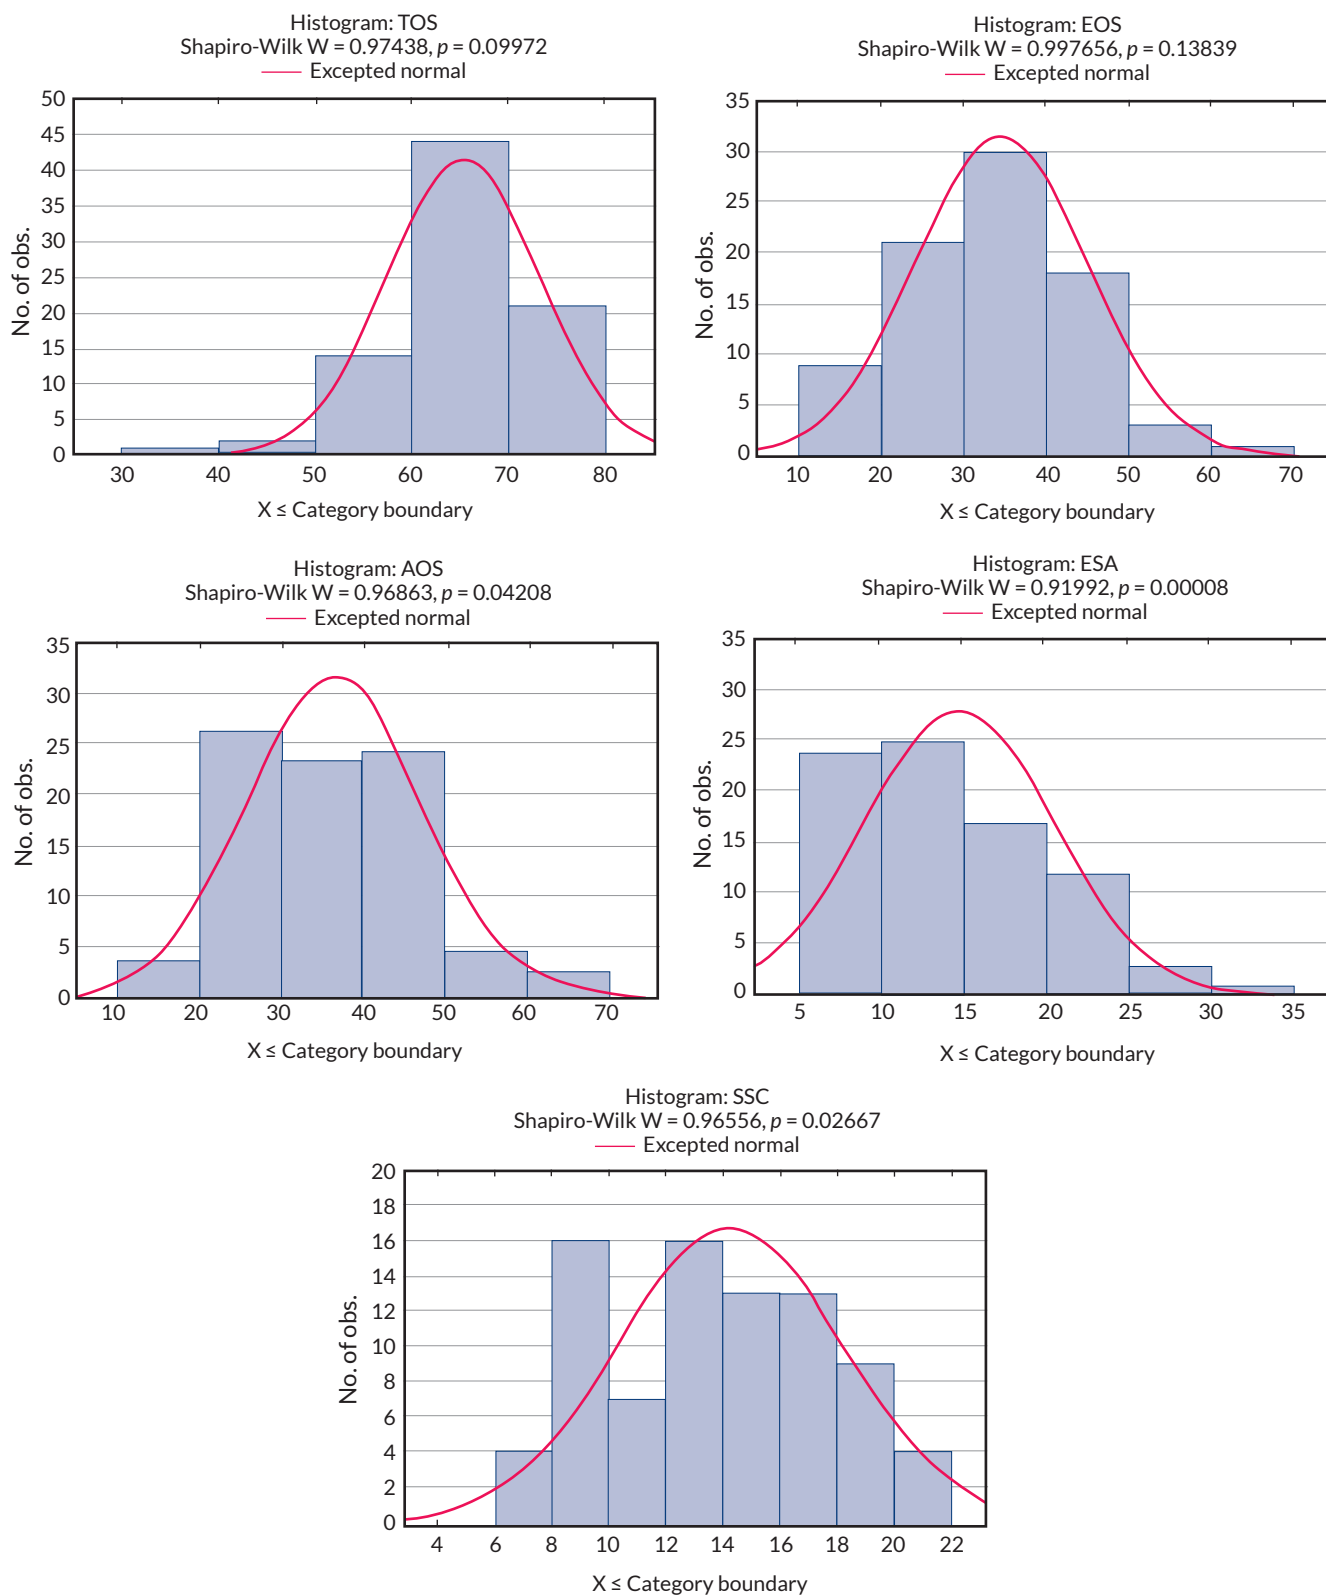 Histogram: TOS
Shapiro-Wilk W = 0.97438, p = 0.09972
Excepted normal
50
45
40
35
30
25
20
15
10
5
0
No. of obs.
30 40 50 60 70 80
X ≤ Category boundary
Histogram: EOS
Shapiro-Wilk W = 0.997656, p = 0.13839
Excepted normal
35
30
25
20
15
10
5
0
No. of obs.
10 20 30 40 50 60 70
X ≤ Category boundary
Histogram: AOS
Shapiro-Wilk W = 0.96863, p = 0.04208
Excepted normal
35
30
25
20
15
10
5
0
No. of obs.
10 20 30 40 50 60 70
X ≤ Category boundary
Histogram: ESA
Shapiro-Wilk W = 0.91992, p = 0.00008
Excepted normal
35
30
25
20
15
10
5
0
No. of obs.
5 10 15 20 25 30 35
X ≤ Category boundary
Histogram: SSC
Shapiro-Wilk W = 0.96556, p = 0.02667
Excepted normal
20
18
16
14
12
10
8
6
4
2
0
No. of obs.
4 6 8 10 12 14 16 18 20 22
X ≤ Category boundary